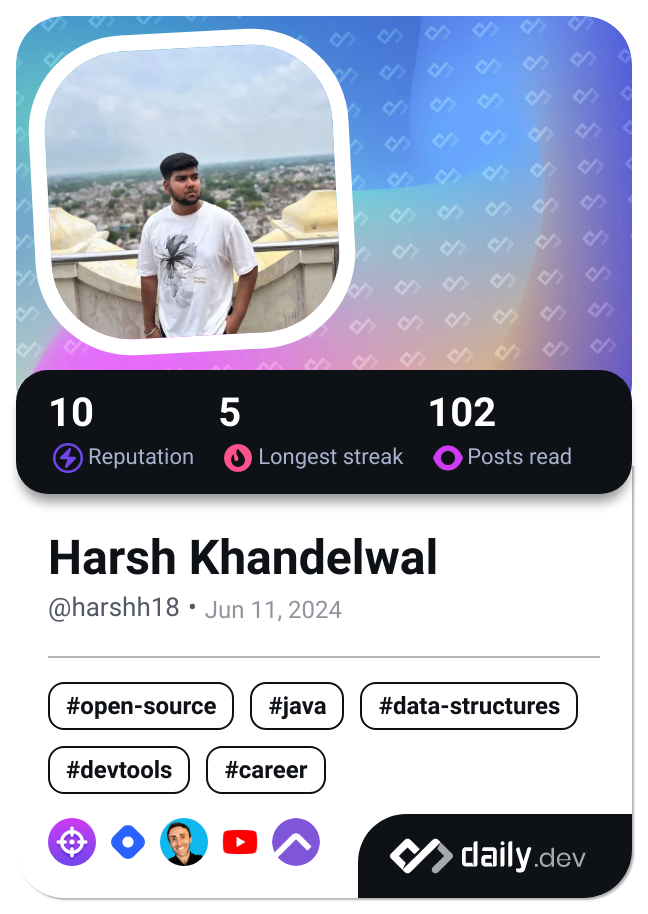 10 5 102
Reputation Longest streak Posts read
Harsh Khandelwal
@harshh18 • Jun 11, 2024
#open-source #java #data-structures
#devtools #career
daily.dev